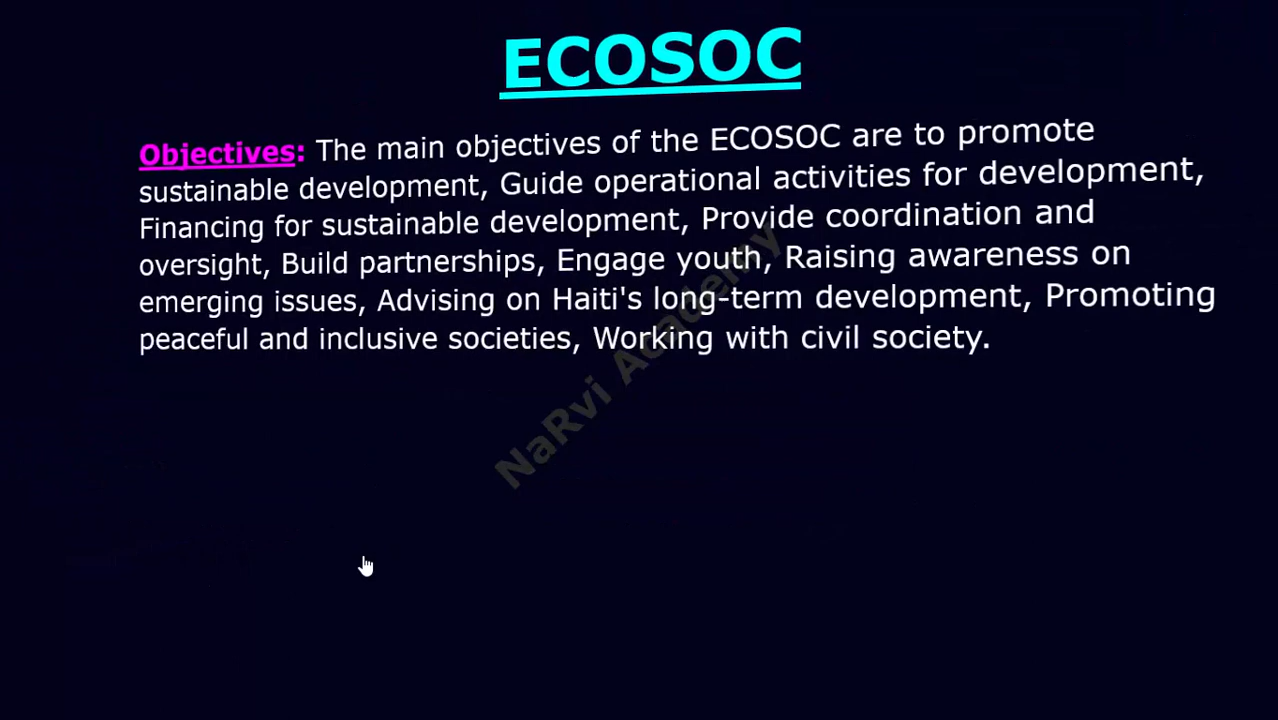 ECOSOC
Objectives: The main objectives of the ECOSOC are to promote
sustainable development, Guide operational activities for development,
Financing for sustainable development, Provide coordination and
oversight, Build partnerships, Engage youth, Raising awareness on
emerging issues, Advising on Haiti's long-term development, Promoting
peaceful and inclusive societies, Working with civil society.
NaRvi Academy